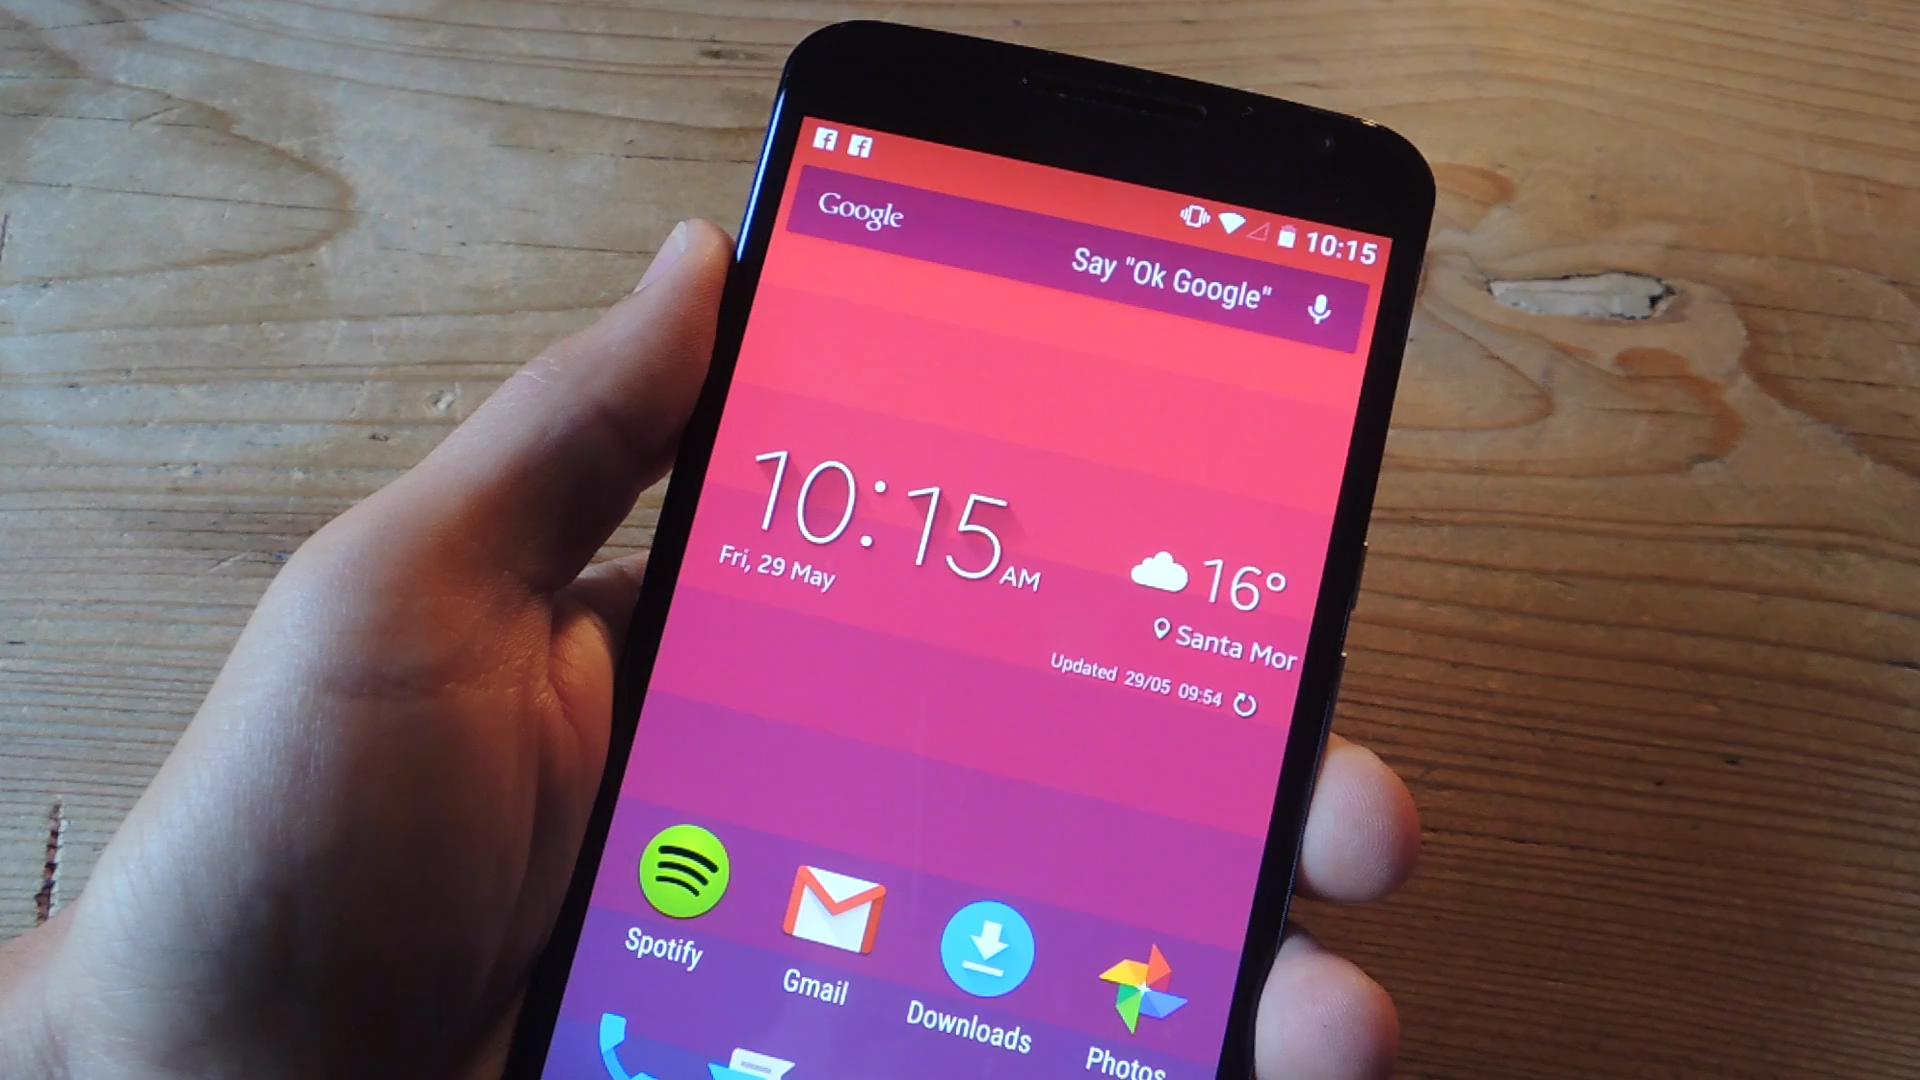 10:15
Google
Say "Ok Google"
10:15 AM
Fri, 29 May
16°
Santa Mor
Updated 29/05 09:54
Spotify
Gmail
Downloads
Photos